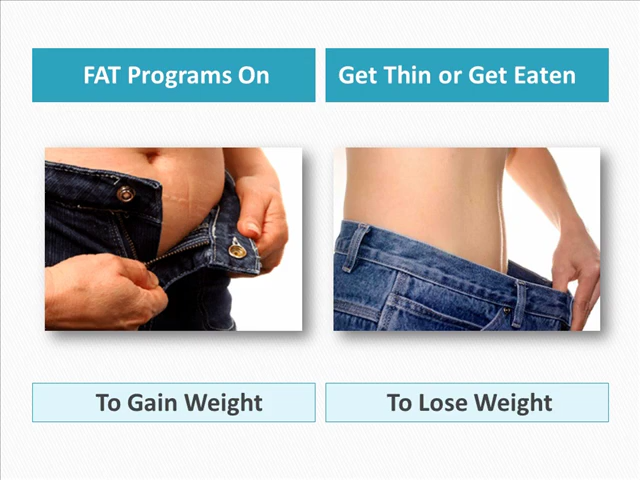 FAT Programs On
Get Thin or Get Eaten
To Gain Weight
To Lose Weight